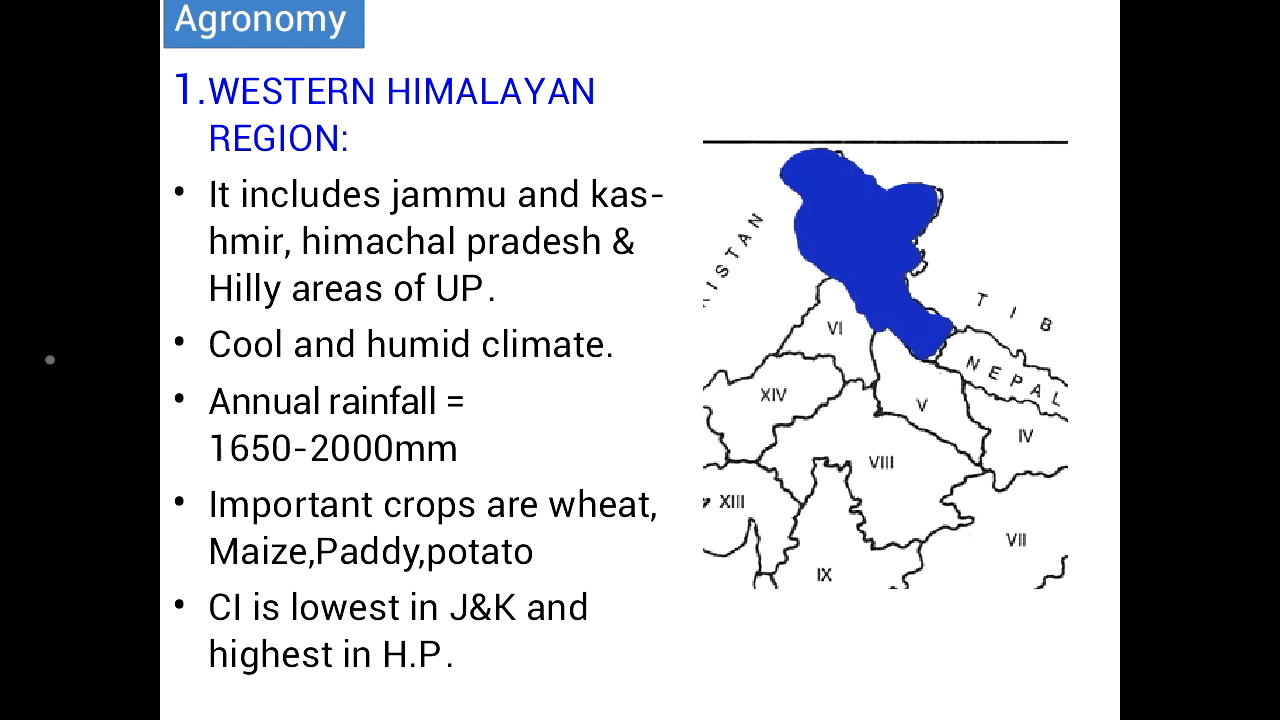 Agronomy
1.WESTERN HIMALAYAN
REGION:
• It includes jammu and kas-
hmir, himachal pradesh &
Hilly areas of UP.
• Cool and humid climate.
• Annual rainfall =
1650-2000mm
• Important crops are wheat,
Maize,Paddy,potato
• CI is lowest in J&K and
highest in H.P.
ISTAN
TIB
NEPAL
VI
XIV
V
IV
VIII
XIII
VII
IX